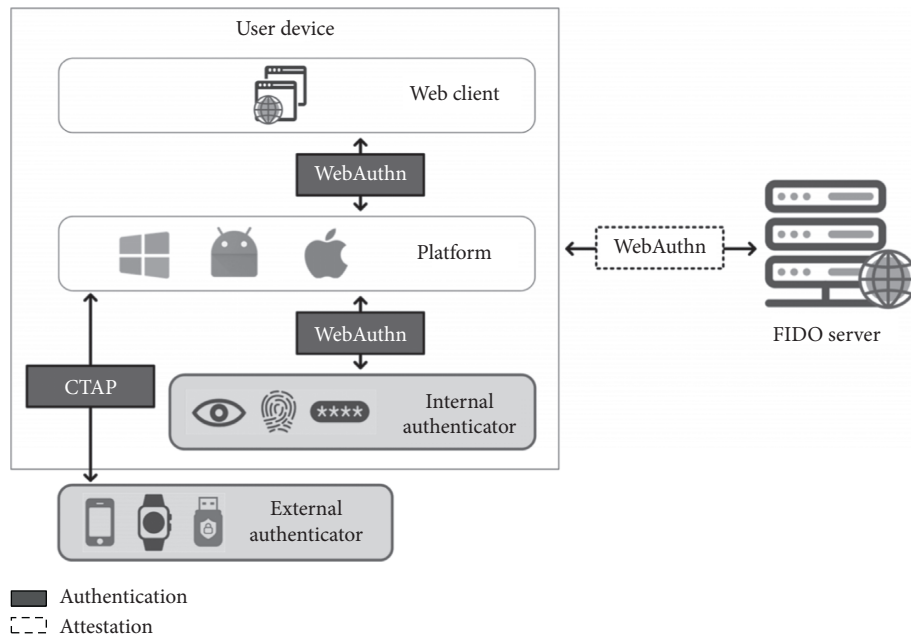 User device
Web client
WebAuthn
Platform
WebAuthn
WebAuthn
FIDO server
CTAP
****
Internal
authenticator
External
authenticator
Authentication
Attestation